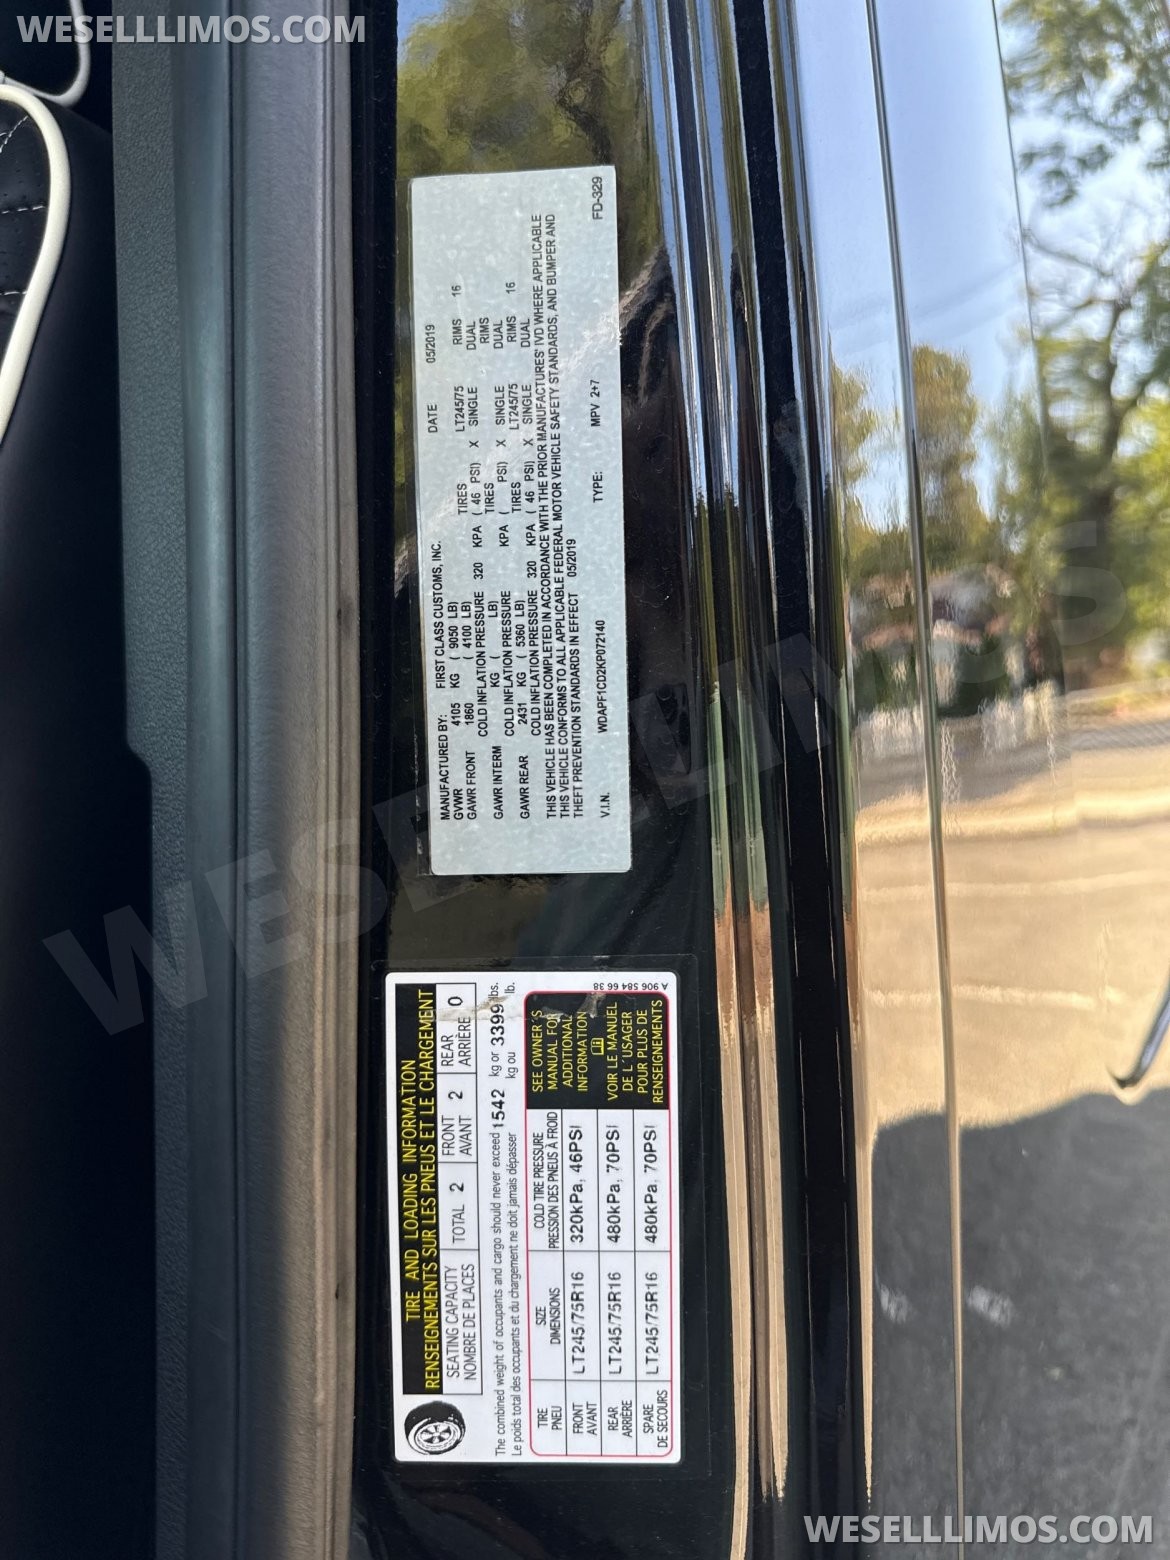 WESELLLIMOS.COM
MANUFACTURED BY: FIRST CLASS CUSTOMS, INC. DATE 05/2019
GVWR 4105 KG ( 9050 LB)
GAWR FRONT 1860 ( 4100 LB) TIRES LT245/75 RIMS 16
COLD INFLATION PRESSURE 320 KPA ( 46 PSI) X SINGLE DUAL
GAWR INTERM KG ( LB) TIRES RIMS
COLD INFLATION PRESSURE KPA ( PSI) X SINGLE DUAL
GAWR REAR 2431 KG ( 5360 LB) TIRES LT245/75 RIMS 16
COLD INFLATION PRESSURE 320 KPA ( 46 PSI) X SINGLE DUAL
THIS VEHICLE HAS BEEN COMPLETED IN ACCORDANCE WITH THE PRIOR MANUFACTURES' IVD WHERE APPLICABLE
THIS VEHICLE CONFORMS TO ALL APPLICABLE FEDERAL MOTOR VEHICLE SAFETY STANDARDS, AND BUMPER AND
THEFT PREVENTION STANDARDS IN EFFECT 05/2019
V.I.N. WDAPF1CD2KP072140 TYPE: MPV 2+7 FD-329
TIRE AND LOADING INFORMATION
RENSEIGNEMENTS SUR LES PNEUS ET LE CHARGEMENT
SEATING CAPACITY TOTAL 2 FRONT 2 REAR 0
NOMBRE DE PLACES AVANT ARRIÈRE
The combined weight of occupants and cargo should never exceed 1542 kg or 3399 lbs.
Le poids total des occupants et du chargement ne doit jamais dépasser kg ou lb.
TIRE SIZE COLD TIRE PRESSURE
PNEU DIMENSIONS PRESSION DES PNEUS À FROID
FRONT LT245/75R16 320kPa, 46PSI
AVANT
REAR LT245/75R16 480kPa, 70PSI
ARRIÈRE
SPARE LT245/75R16 480kPa, 70PSI
DE SECOURS
SEE OWNER'S
MANUAL FOR
ADDITIONAL
INFORMATION
VOIR LE MANUEL
DE L'USAGER
POUR PLUS DE
RENSEIGNEMENTS
A 906 584 66 38
WESELLLIMOS
WESELLLIMOS.COM